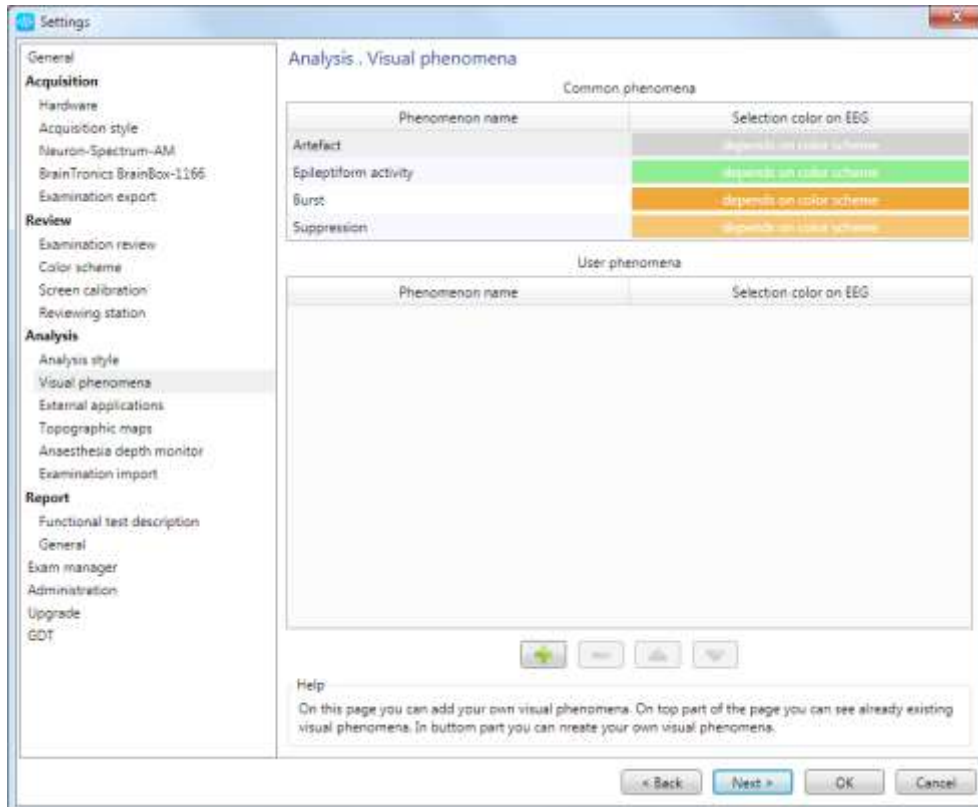 Settings
General
Acquisition
Hardware
Acquisition style
Neuron-Spectrum-AM
BrainTronics BrainBox-1166
Examination export
Review
Examination review
Color scheme
Screen calibration
Reviewing station
Analysis
Analysis style
Visual phenomena
External applications
Topographic maps
Anaesthesia depth monitor
Examination import
Report
Functional test description
General
Exam manager
Administration
Upgrade
GDT
Analysis . Visual phenomena
Common phenomena
Phenomenon name Selection color on EEG
Artefact depends on color scheme
Epileptiform activity depends on color scheme
Burst depends on color scheme
Suppression depends on color scheme
User phenomena
Phenomenon name Selection color on EEG
Help
On this page you can add your own visual phenomena. On top part of the page you can see already existing
visual phenomena. In buttom part you can nreate your own visual phenomena.
< Back Next > OK Cancel